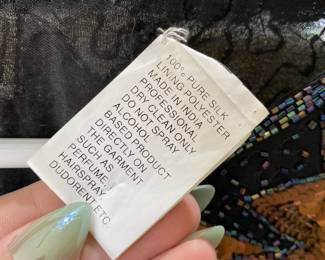 100% PURE SILK
LINING POLYESTER
MADE IN INDIA
PROFESSIONAL
DRY CLEAN ONLY
DO NOT SPRAY
ALCOHOL
BASED PRODUCT
DIRECTLY ON
THE GARMENT
SUCH AS
PERFUME,
HAIRSPRAY,
DUDORENT,ETC.